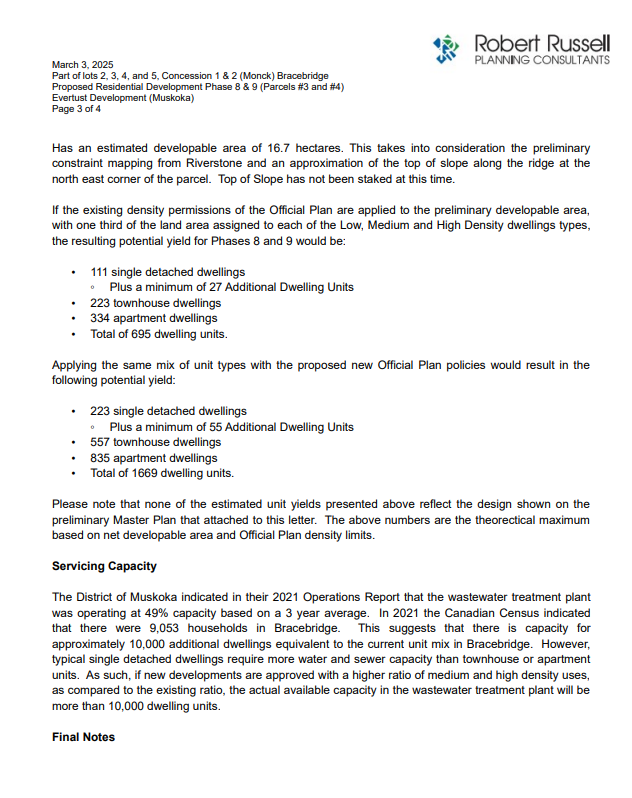 Robert Russell
PLANNING CONSULTANTS
March 3, 2025
Part of lots 2, 3, 4, and 5, Concession 1 & 2 (Monck) Bracebridge
Proposed Residential Development Phase 8 & 9 (Parcels #3 and #4)
Evertust Development (Muskoka)
Page 3 of 4
Has an estimated developable area of 16.7 hectares. This takes into consideration the preliminary
constraint mapping from Riverstone and an approximation of the top of slope along the ridge at the
north east corner of the parcel. Top of Slope has not been staked at this time.
If the existing density permissions of the Official Plan are applied to the preliminary developable area,
with one third of the land area assigned to each of the Low, Medium and High Density dwellings types,
the resulting potential yield for Phases 8 and 9 would be:
• 111 single detached dwellings
◦ Plus a minimum of 27 Additional Dwelling Units
• 223 townhouse dwellings
• 334 apartment dwellings
• Total of 695 dwelling units.
Applying the same mix of unit types with the proposed new Official Plan policies would result in the
following potential yield:
• 223 single detached dwellings
◦ Plus a minimum of 55 Additional Dwelling Units
• 557 townhouse dwellings
• 835 apartment dwellings
• Total of 1669 dwelling units.
Please note that none of the estimated unit yields presented above reflect the design shown on the
preliminary Master Plan that attached to this letter. The above numbers are the theorectical maximum
based on net developable area and Official Plan density limits.
Servicing Capacity
The District of Muskoka indicated in their 2021 Operations Report that the wastewater treatment plant
was operating at 49% capacity based on a 3 year average. In 2021 the Canadian Census indicated
that there were 9,053 households in Bracebridge. This suggests that there is capacity for
approximately 10,000 additional dwellings equivalent to the current unit mix in Bracebridge. However,
typical single detached dwellings require more water and sewer capacity than townhouse or apartment
units. As such, if new developments are approved with a higher ratio of medium and high density uses,
as compared to the existing ratio, the actual available capacity in the wastewater treatment plant will be
more than 10,000 dwelling units.
Final Notes